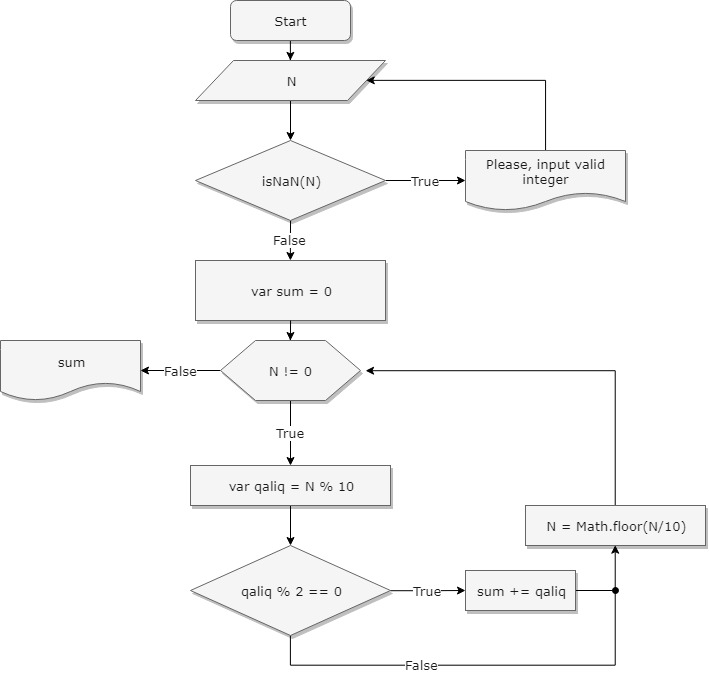 Start
N
isNaN(N)
True
Please, input valid
integer
False
var sum = 0
sum
False
N != 0
True
var qaliq = N % 10
N = Math.floor(N/10)
qaliq % 2 == 0
True
sum += qaliq
False